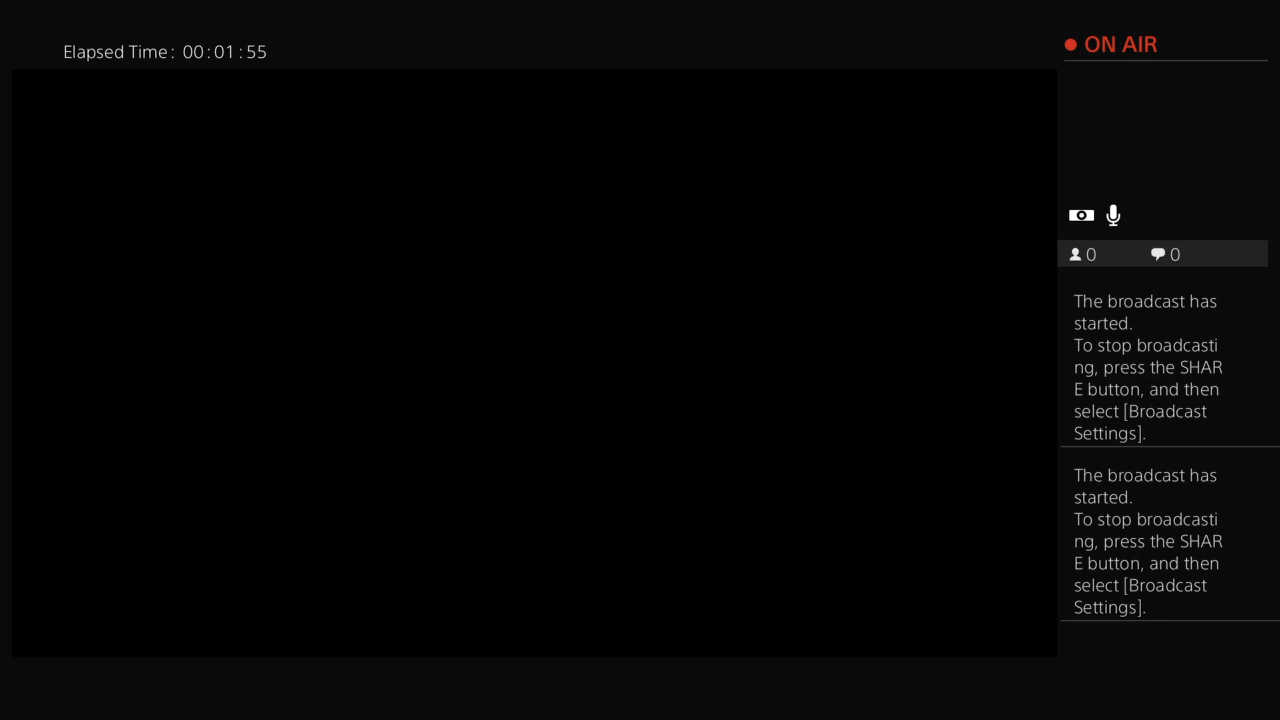 Elapsed Time: 00:01:55
ON AIR
0 0
The broadcast has
started.
To stop broadcasti
ng, press the SHAR
E button, and then
select [Broadcast
Settings].
The broadcast has
started.
To stop broadcasti
ng, press the SHAR
E button, and then
select [Broadcast
Settings].